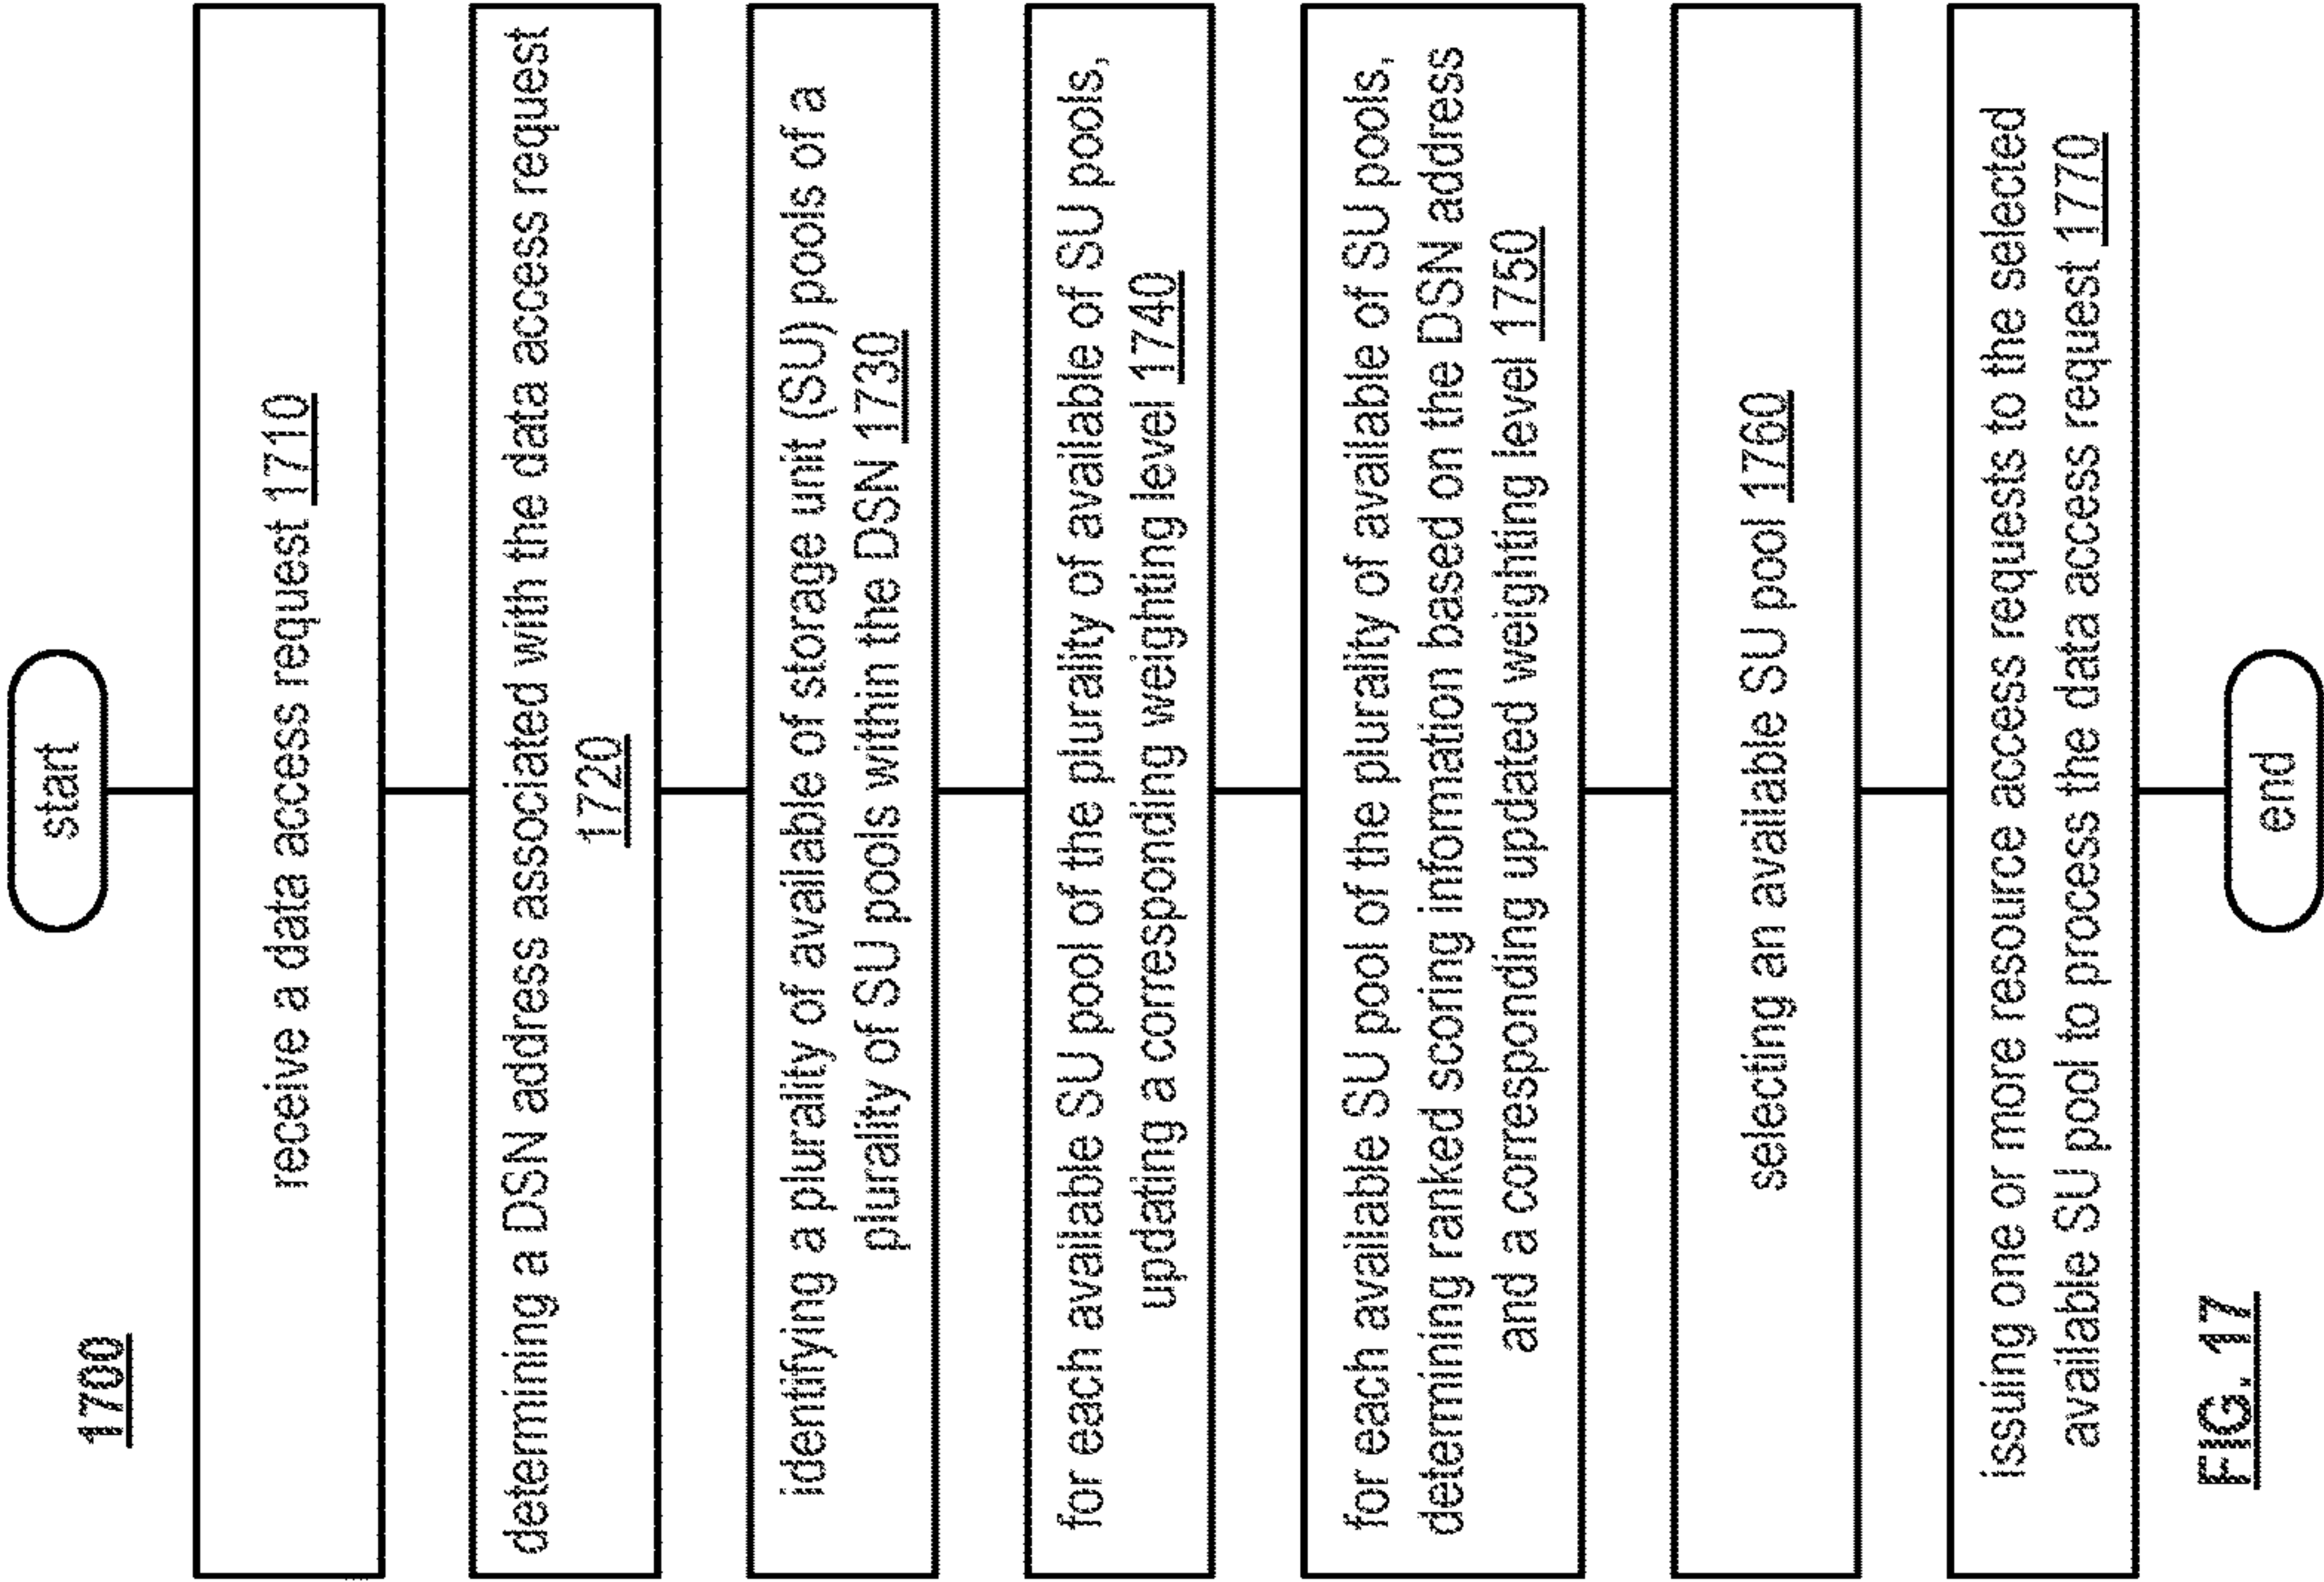 1700
start
receive a data access request 1710
determining a DSN address associated with the data access request
1720
identifying a plurality of available of storage unit (SU) pools of a
plurality of SU pools within the DSN 1730
for each available SU pool of the plurality of available of SU pools,
updating a corresponding weighting level 1740
for each available SU pool of the plurality of available of SU pools,
determining ranked scoring information based on the DSN address
and a corresponding updated weighting level 1750
selecting an available SU pool 1760
issuing one or more resource access requests to the selected
available SU pool to process the data access request 1770
end
FIG. 17